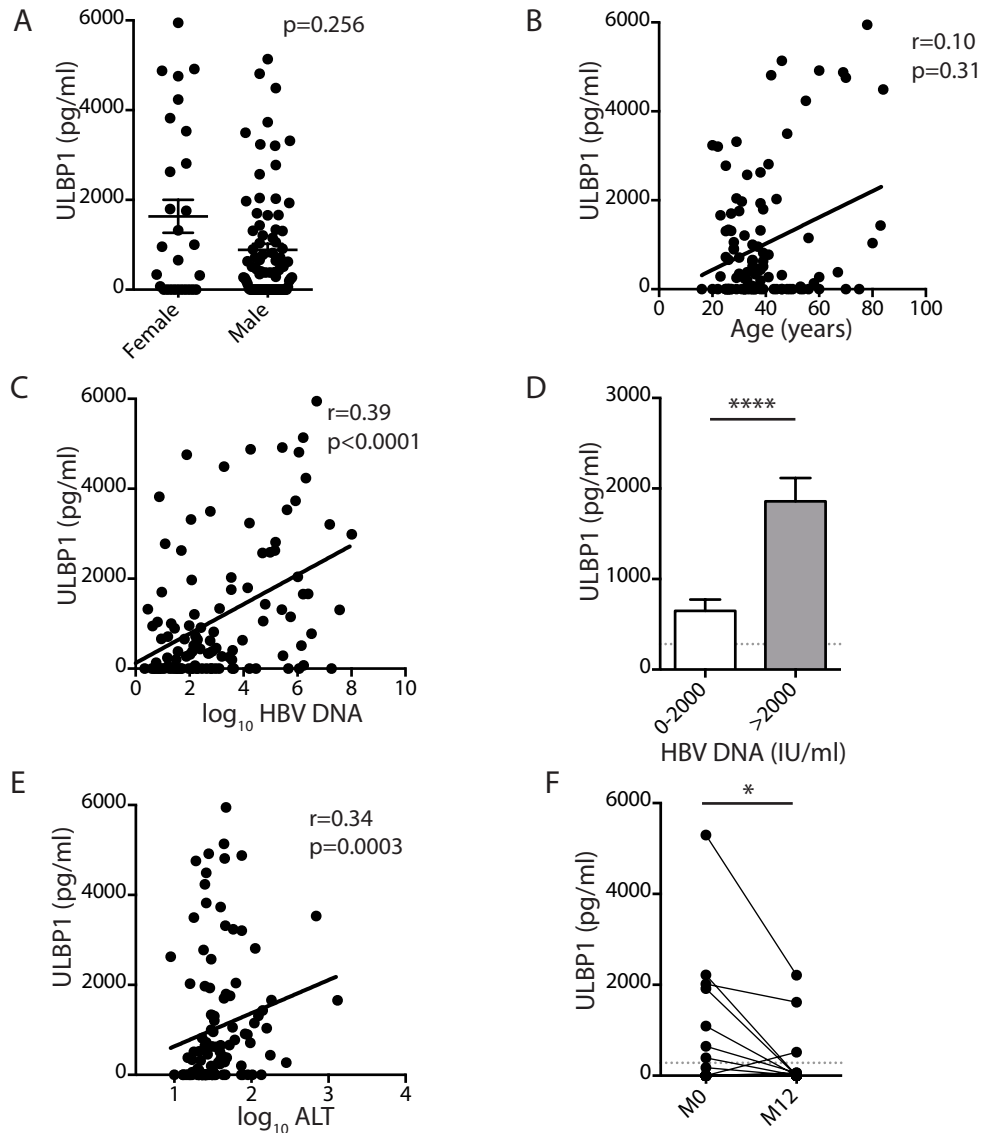 A
p=0.256
ULBP1 (pg/ml)
6000
4000
2000
0
Female
Male
B
r=0.10
p=0.31
ULBP1 (pg/ml)
6000
4000
2000
0
0
20
40
60
80
100
Age (years)
C
r=0.39
p<0.0001
ULBP1 (pg/ml)
6000
4000
2000
0
0
2
4
6
8
10
log10 HBV DNA
D
****
ULBP1 (pg/ml)
3000
2000
1000
0
0-2000
>2000
HBV DNA (IU/ml)
E
r=0.34
p=0.0003
ULBP1 (pg/ml)
6000
4000
2000
0
1
2
3
4
log10 ALT
F
*
ULBP1 (pg/ml)
6000
4000
2000
0
M0
M12